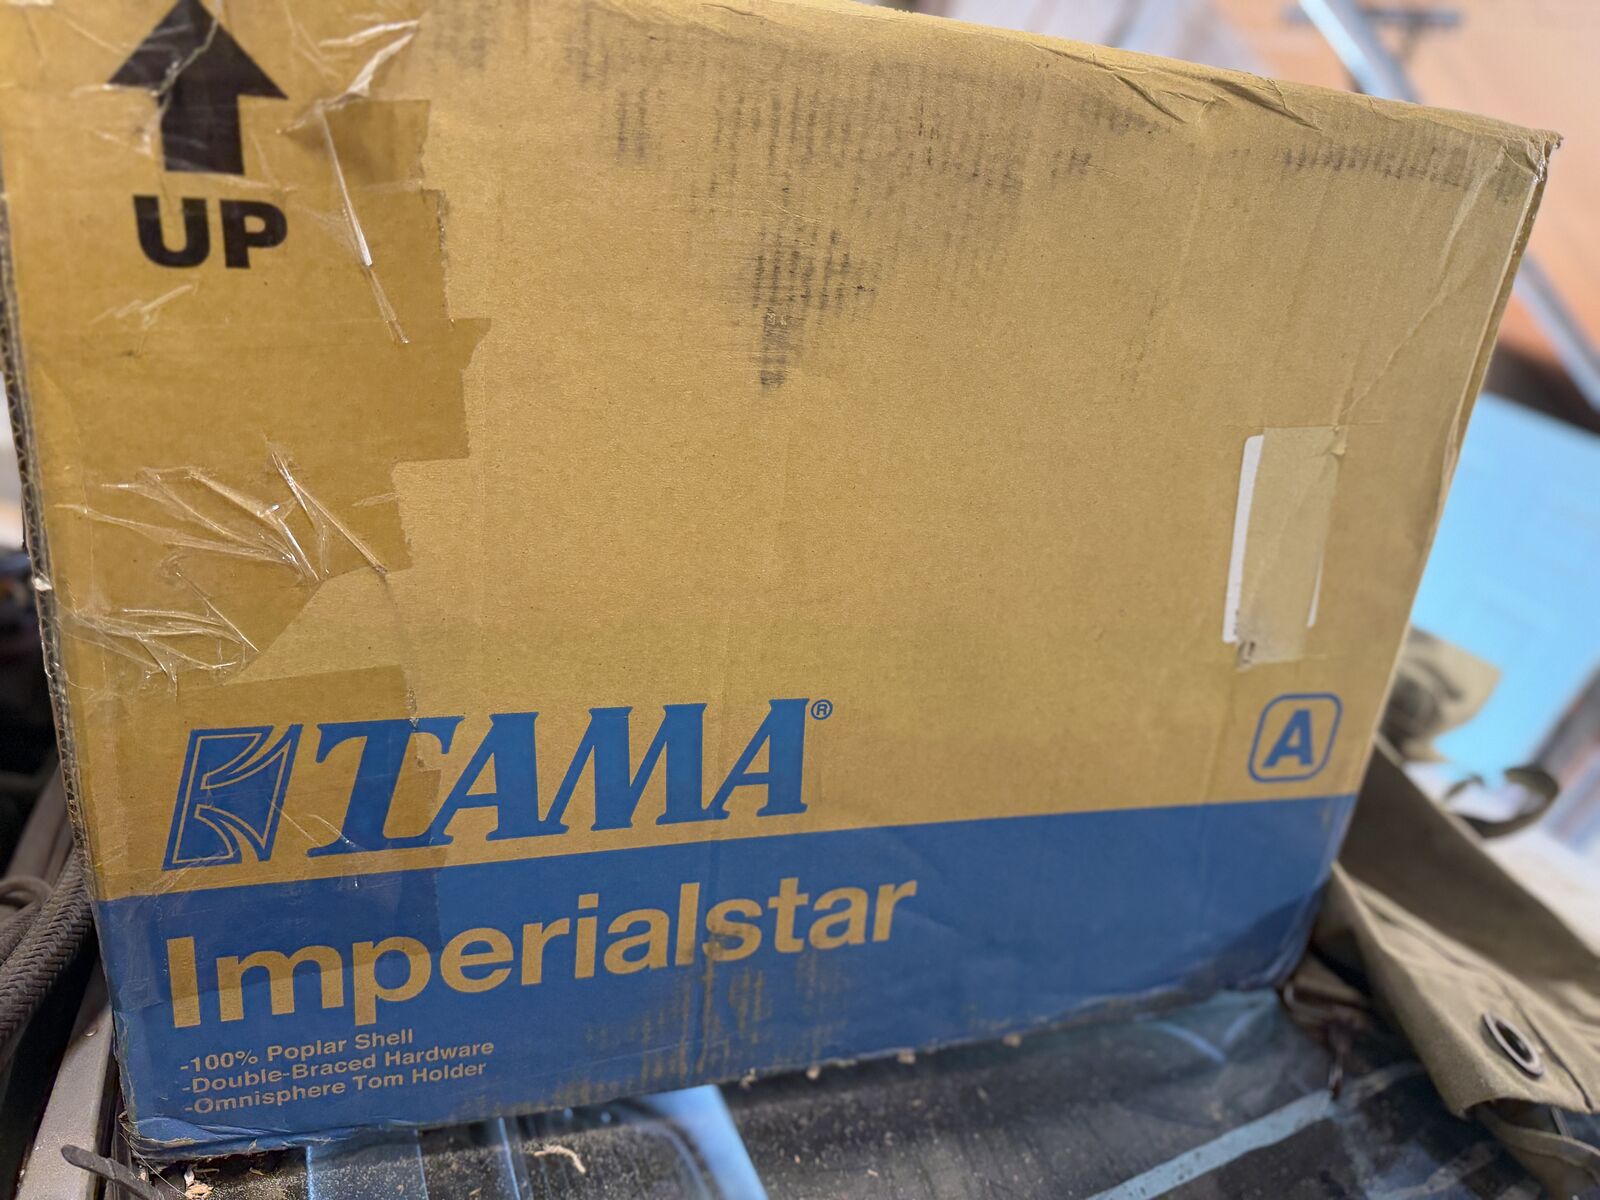 UP
TAMA®
A
Imperialstar
-100% Poplar Shell
-Double-Braced Hardware
-Omnisphere Tom Holder